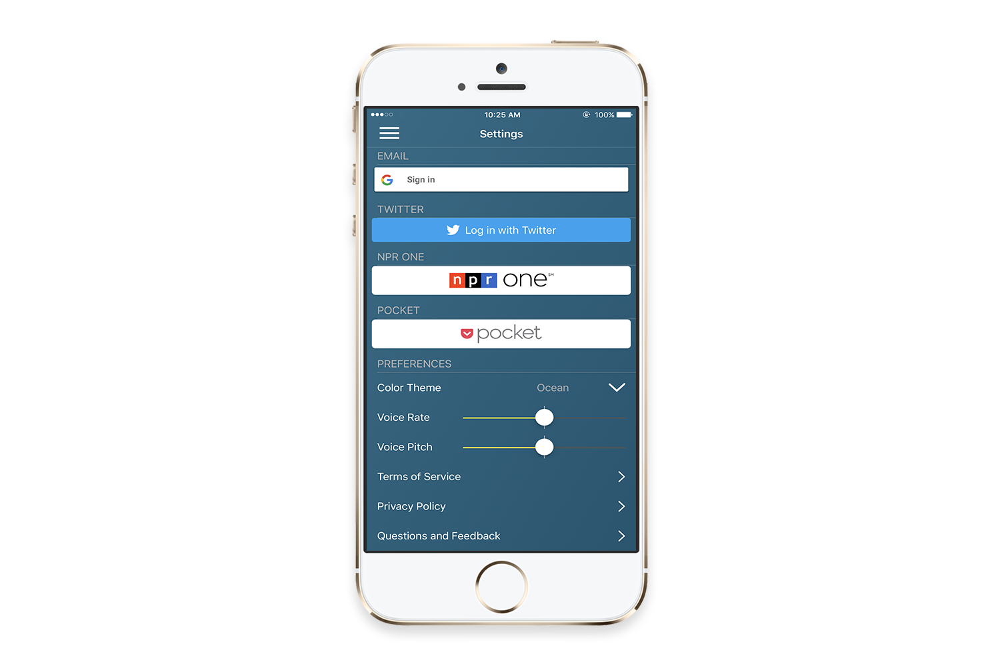 10:25 AM
100%
Settings
EMAIL
Sign in
TWITTER
Log in with Twitter
NPR ONE
npr one℠
POCKET
pocket
PREFERENCES
Color Theme Ocean
Voice Rate
Voice Pitch
Terms of Service
Privacy Policy
Questions and Feedback